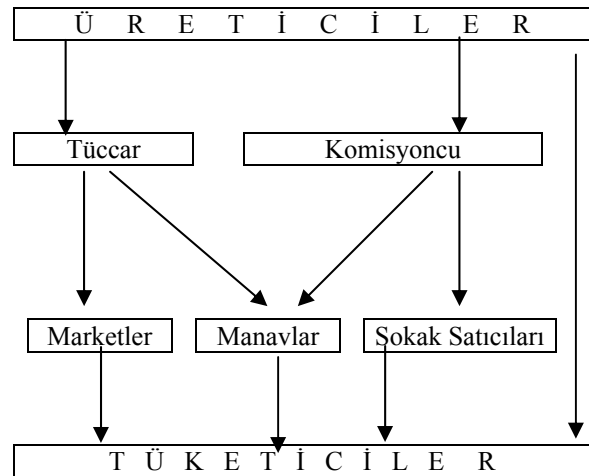 Ü R E T İ C İ L E R
Tüccar Komisyoncu
Marketler Manavlar Sokak Satıcıları
T Ü K E T İ C İ L E R